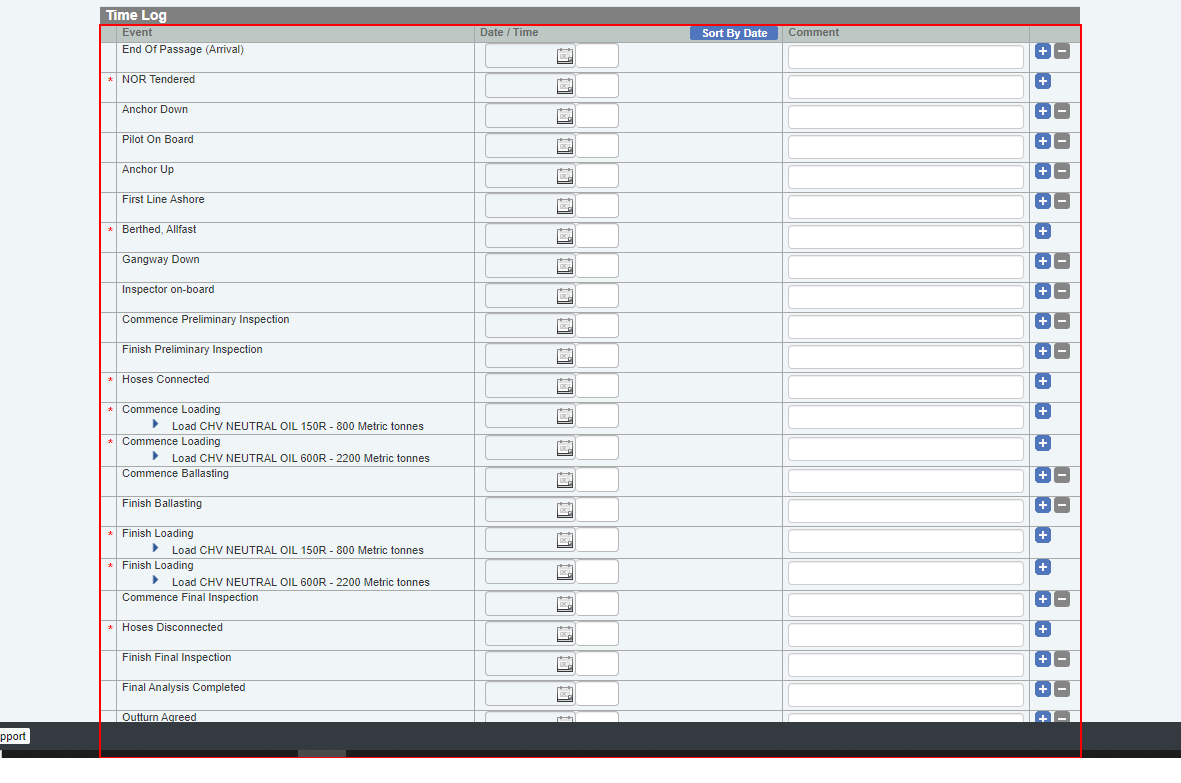 Time Log
Event Date / Time Sort By Date Comment
End Of Passage (Arrival)
* NOR Tendered
Anchor Down
Pilot On Board
Anchor Up
First Line Ashore
* Berthed, Allfast
Gangway Down
Inspector on-board
Commence Preliminary Inspection
Finish Preliminary Inspection
* Hoses Connected
* Commence Loading
Load CHV NEUTRAL OIL 150R - 800 Metric tonnes
* Commence Loading
Load CHV NEUTRAL OIL 600R - 2200 Metric tonnes
Commence Ballasting
Finish Ballasting
* Finish Loading
Load CHV NEUTRAL OIL 150R - 800 Metric tonnes
* Finish Loading
Load CHV NEUTRAL OIL 600R - 2200 Metric tonnes
Commence Final Inspection
* Hoses Disconnected
Finish Final Inspection
Final Analysis Completed
Outturn Agreed
pport